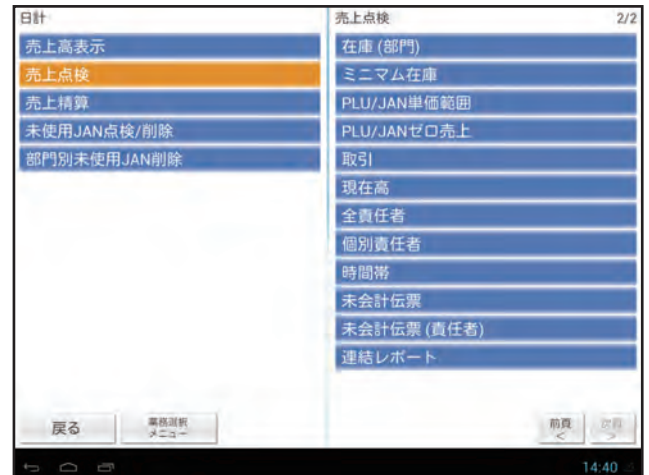 日計
売上高表示
売上点検
売上精算
未使用JAN点検/削除
部門別未使用JAN削除
戻る
業務選択
メニュー
売上点検 2/2
在庫 (部門)
ミニマム在庫
PLU/JAN単価範囲
PLU/JANゼロ売上
取引
現在高
全責任者
個別責任者
時間帯
未会計伝票
未会計伝票 (責任者)
連結レポート
前頁
<
次頁
>
14:40